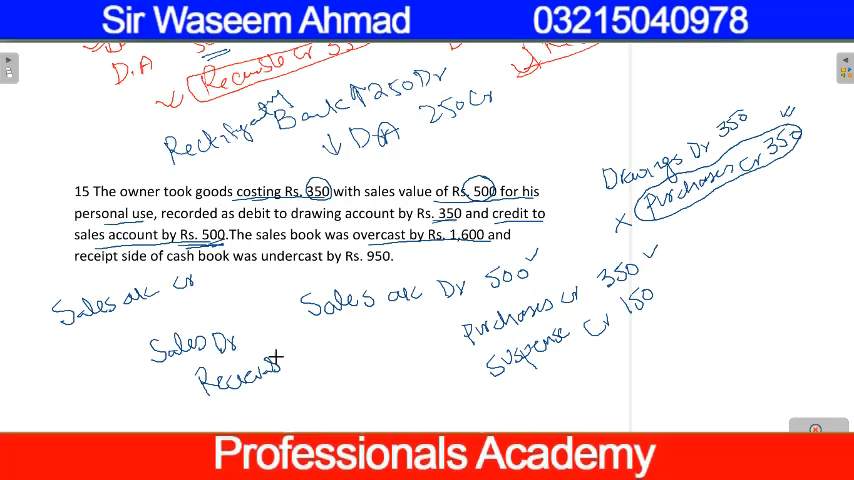 Sir Waseem Ahmad 03215040978
D.A
Receivable Cr
Rectifying Bank ↑ 250 Dr
↓ D.A 250 Cr
Drawings Dr 350
Purchases Cr 350
15 The owner took goods costing Rs. 350 with sales value of Rs. 500 for his
personal use, recorded as debit to drawing account by Rs. 350 and credit to
sales account by Rs. 500.The sales book was overcast by Rs. 1,600 and
receipt side of cash book was undercast by Rs. 950.
Sales a/c Cr
Sales a/c Dr 500
Purchases Cr 350
Suspense Cr 150
Sales Dr
Professionals Academy